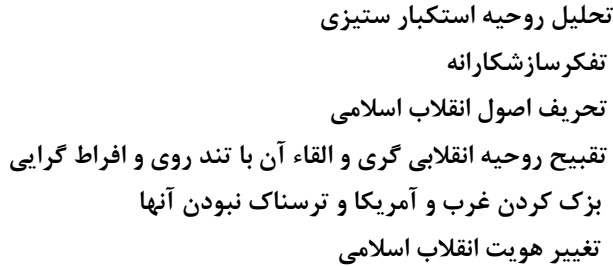 تحلیل روحیه استکبار ستیزی
تفکرسازشکارانه
تحریف اصول انقلاب اسلامی
تقبیح روحیه انقلابی گری و القاء آن با تند روی و افراط گرایی
بزک کردن غرب و آمریکا و ترسناک نبودن آنها
تغییر هویت انقلاب اسلامی